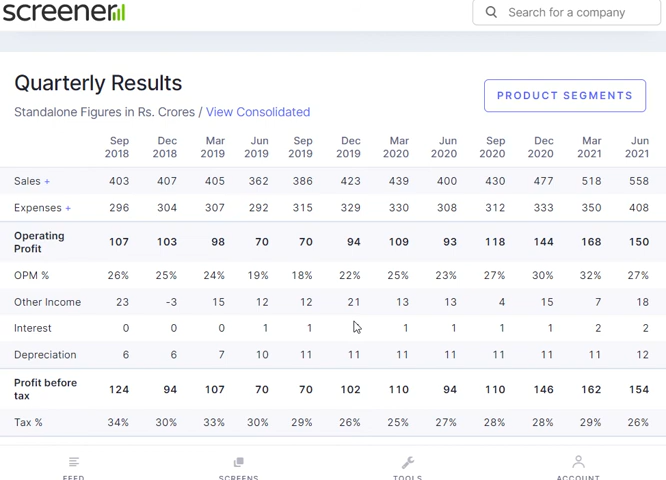 screener
Search for a company
Quarterly Results
PRODUCT SEGMENTS
Standalone Figures in Rs. Crores / View Consolidated
Sep 2018 Dec 2018 Mar 2019 Jun 2019 Sep 2019 Dec 2019 Mar 2020 Jun 2020 Sep 2020 Dec 2020 Mar 2021 Jun 2021
Sales + 403 407 405 362 386 423 439 400 430 477 518 558
Expenses + 296 304 307 292 315 329 330 308 312 333 350 408
Operating Profit 107 103 98 70 70 94 109 93 118 144 168 150
OPM % 26% 25% 24% 19% 18% 22% 25% 23% 27% 30% 32% 27%
Other Income 23 -3 15 12 12 21 13 13 4 15 7 18
Interest 0 0 0 1 1 1 1 1 1 2 2
Depreciation 6 6 7 10 11 11 11 11 11 11 11 12
Profit before tax 124 94 107 70 70 102 110 94 110 146 162 154
Tax % 34% 30% 33% 30% 29% 26% 25% 27% 28% 28% 29% 26%
FEED SCREENS TOOLS ACCOUNT